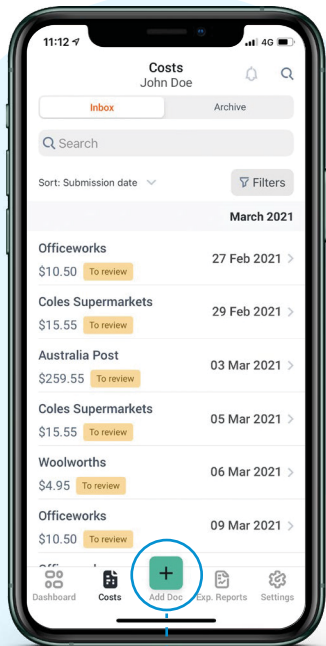 11:12
4G
Costs
John Doe
Inbox
Archive
Search
Sort: Submission date
Filters
March 2021
Officeworks
27 Feb 2021
$10.50 To review
Coles Supermarkets
29 Feb 2021
$15.55 To review
Australia Post
03 Mar 2021
$259.55 To review
Coles Supermarkets
05 Mar 2021
$15.55 To review
Woolworths
06 Mar 2021
$4.95 To review
Officeworks
09 Mar 2021
$10.50 To review
Dashboard
Costs
Add Doc
Exp. Reports
Settings